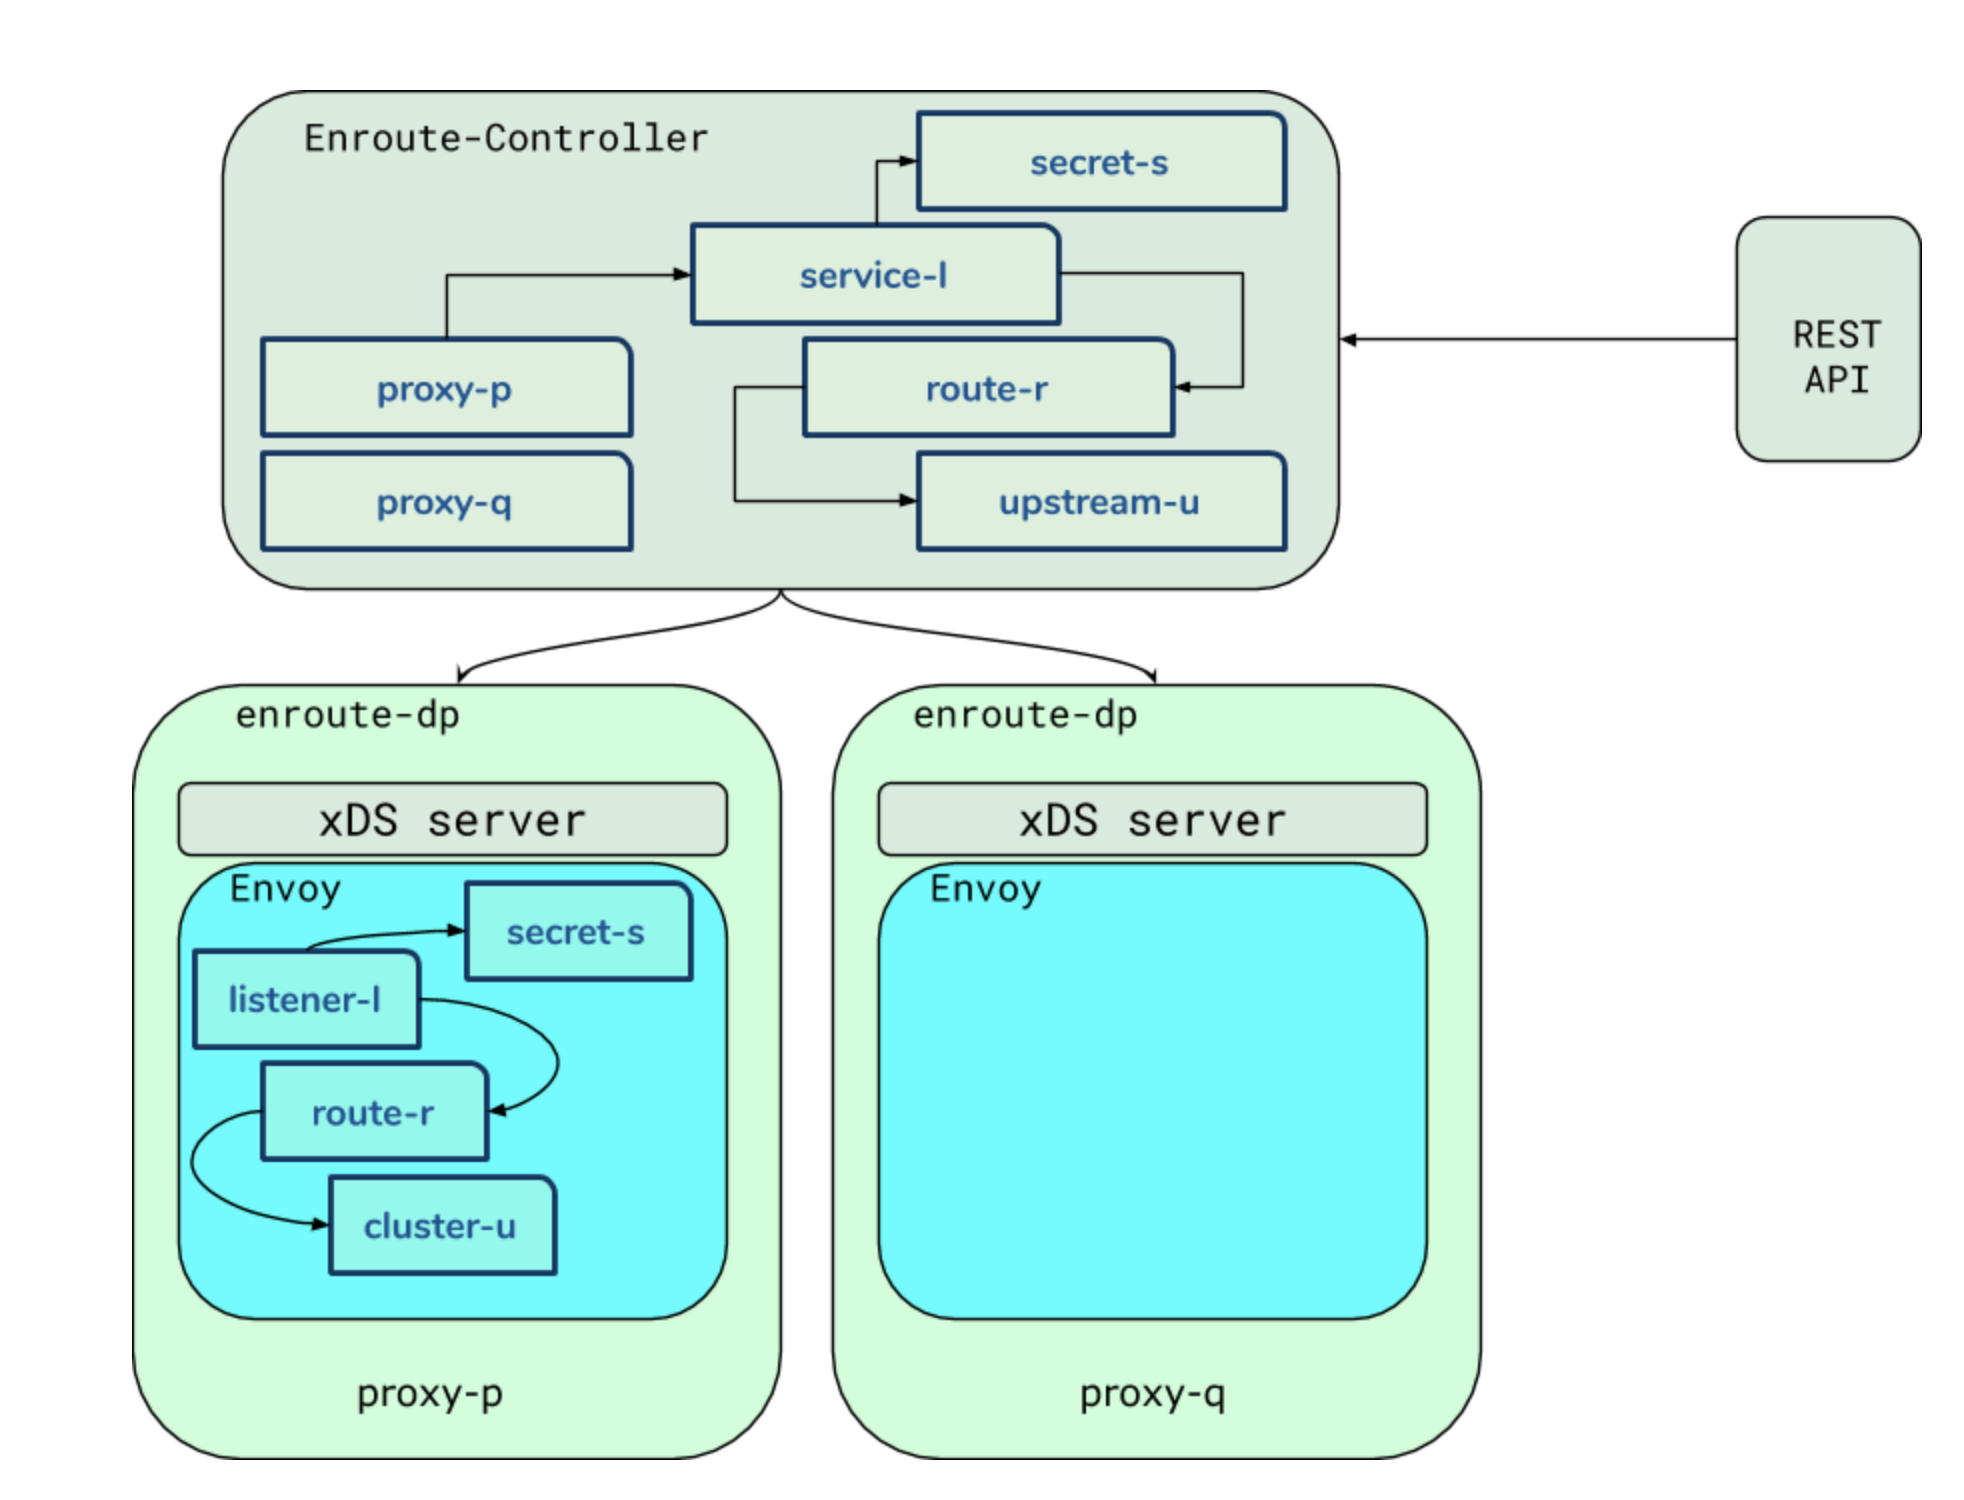 Enroute-Controller
secret-s
service-l
proxy-p
route-r
proxy-q
upstream-u
REST
API
enroute-dp
xDS server
Envoy
secret-s
listener-l
route-r
cluster-u
proxy-p
enroute-dp
xDS server
Envoy
proxy-q